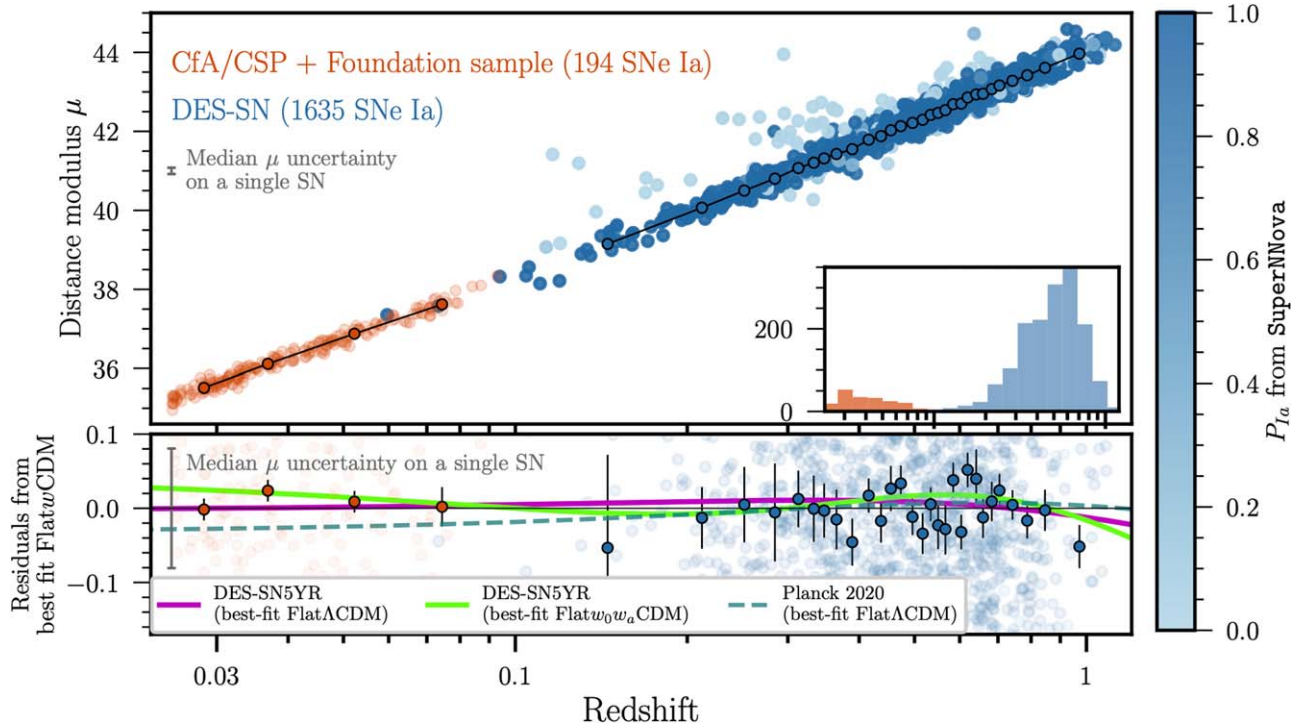 CfA/CSP + Foundation sample (194 SNe Ia)
DES-SN (1635 SNe Ia)
Median μ uncertainty
on a single SN
Distance modulus μ
44
42
40
38
36
200
0
1.0
0.8
0.6
0.4
0.2
0.0
P_{Ia} from SuperNNova
Median μ uncertainty on a single SN
Residuals from
best fit FlatwCDM
0.1
0.0
−0.1
DES-SN5YR
(best-fit FlatΛCDM)
DES-SN5YR
(best-fit Flatw₀wₐCDM)
Planck 2020
(best-fit FlatΛCDM)
0.03
0.1
0.2
1
Redshift